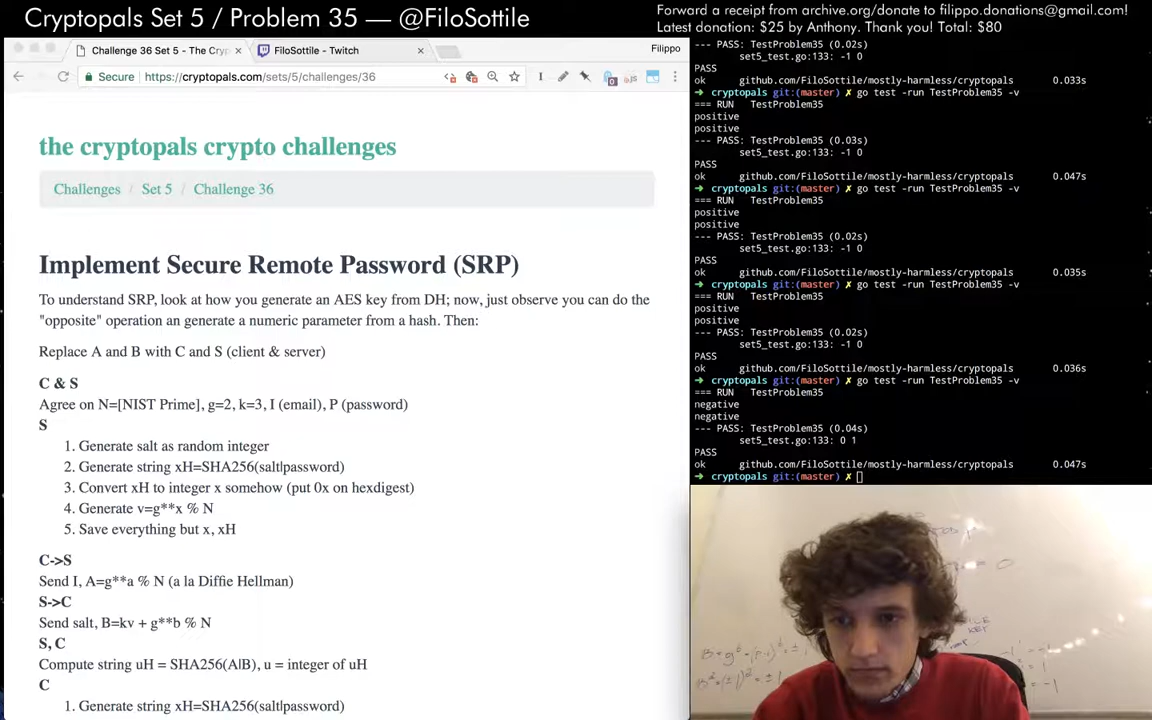 Cryptopals Set 5 / Problem 35 — @FiloSottile
Forward a receipt from archive.org/donate to filippo.donations@gmail.com!
Latest donation: $25 by Anthony. Thank you! Total: $80
Challenge 36 Set 5 - The Cryp
FiloSottile - Twitch
Filippo
Secure
https://cryptopals.com/sets/5/challenges/36
the cryptopals crypto challenges
Challenges / Set 5 / Challenge 36
Implement Secure Remote Password (SRP)
To understand SRP, look at how you generate an AES key from DH; now, just observe you can do the
"opposite" operation an generate a numeric parameter from a hash. Then:
Replace A and B with C and S (client & server)
C & S
Agree on N=[NIST Prime], g=2, k=3, I (email), P (password)
S
1. Generate salt as random integer
2. Generate string xH=SHA256(salt|password)
3. Convert xH to integer x somehow (put 0x on hexdigest)
4. Generate v=g**x % N
5. Save everything but x, xH
C->S
Send I, A=g**a % N (a la Diffie Hellman)
S->C
Send salt, B=kv + g**b % N
S, C
Compute string uH = SHA256(A|B), u = integer of uH
C
1. Generate string xH=SHA256(salt|password)
--- PASS: TestProblem35 (0.02s)
set5_test.go:133: -1 0
PASS
ok github.com/FiloSottile/mostly-harmless/cryptopals 0.033s
➜ cryptopals git:(master) ✗ go test -run TestProblem35 -v
=== RUN TestProblem35
positive
positive
--- PASS: TestProblem35 (0.03s)
set5_test.go:133: -1 0
PASS
ok github.com/FiloSottile/mostly-harmless/cryptopals 0.047s
➜ cryptopals git:(master) ✗ go test -run TestProblem35 -v
=== RUN TestProblem35
positive
positive
--- PASS: TestProblem35 (0.02s)
set5_test.go:133: -1 0
PASS
ok github.com/FiloSottile/mostly-harmless/cryptopals 0.035s
➜ cryptopals git:(master) ✗ go test -run TestProblem35 -v
=== RUN TestProblem35
positive
positive
--- PASS: TestProblem35 (0.02s)
set5_test.go:133: -1 0
PASS
ok github.com/FiloSottile/mostly-harmless/cryptopals 0.036s
➜ cryptopals git:(master) ✗ go test -run TestProblem35 -v
=== RUN TestProblem35
negative
negative
--- PASS: TestProblem35 (0.04s)
set5_test.go:133: 0 1
PASS
ok github.com/FiloSottile/mostly-harmless/cryptopals 0.047s
➜ cryptopals git:(master) ✗